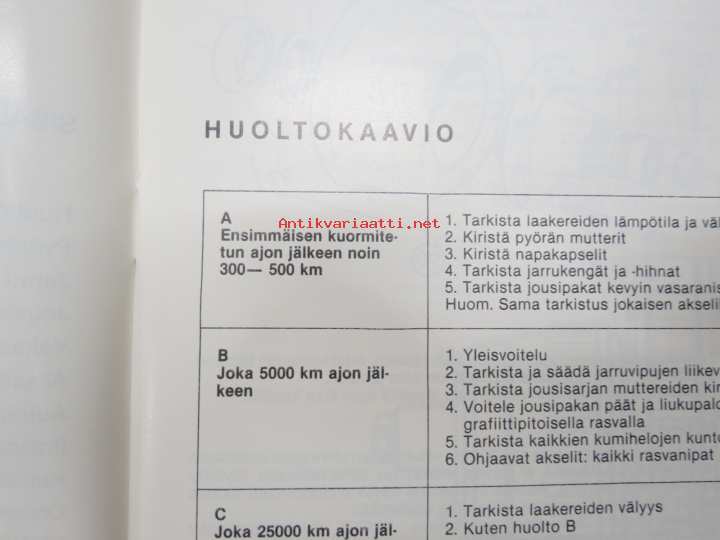 HUOLTOKAAVIO
A
Ensimmäisen kuormite-
tun ajon jälkeen noin
300— 500 km
1. Tarkista laakereiden lämpötila ja
2. Kiristä pyörän mutterit
3. Kiristä napakapselit
4. Tarkista jarrukengät ja -hihnat
5. Tarkista jousipakat kevyin
Huom. Sama tarkistus jokaisen
Antikvariaatti.net
B
Joka 5000 km ajon jäl-
keen
1. Yleisvoitelu
2. Tarkista ja säädä jarruvipujen
3. Tarkista jousisarjan muttereiden
4. Voitele jousipakan päät ja
grafiittipitoisella rasvalla
5. Tarkista kaikkien kumihelojen
6. Ohjaavat akselit: kaikki rasvanipat
C
Joka 25000 km ajon jäl-
1. Tarkista laakereiden välyys
2. Kuten huolto B